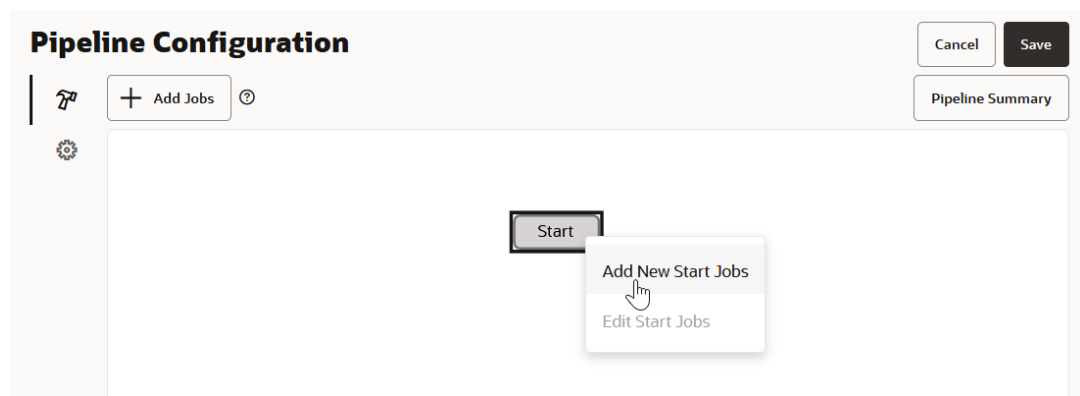 Pipeline Configuration
Cancel
Save
Add Jobs
Pipeline Summary
Start
Add New Start Jobs
Edit Start Jobs